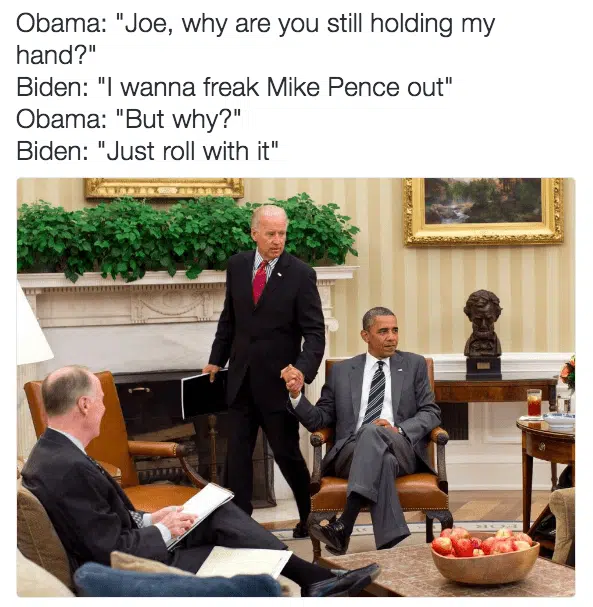 Obama: "Joe, why are you still holding my
hand?"
Biden: "I wanna freak Mike Pence out"
Obama: "But why?"
Biden: "Just roll with it"